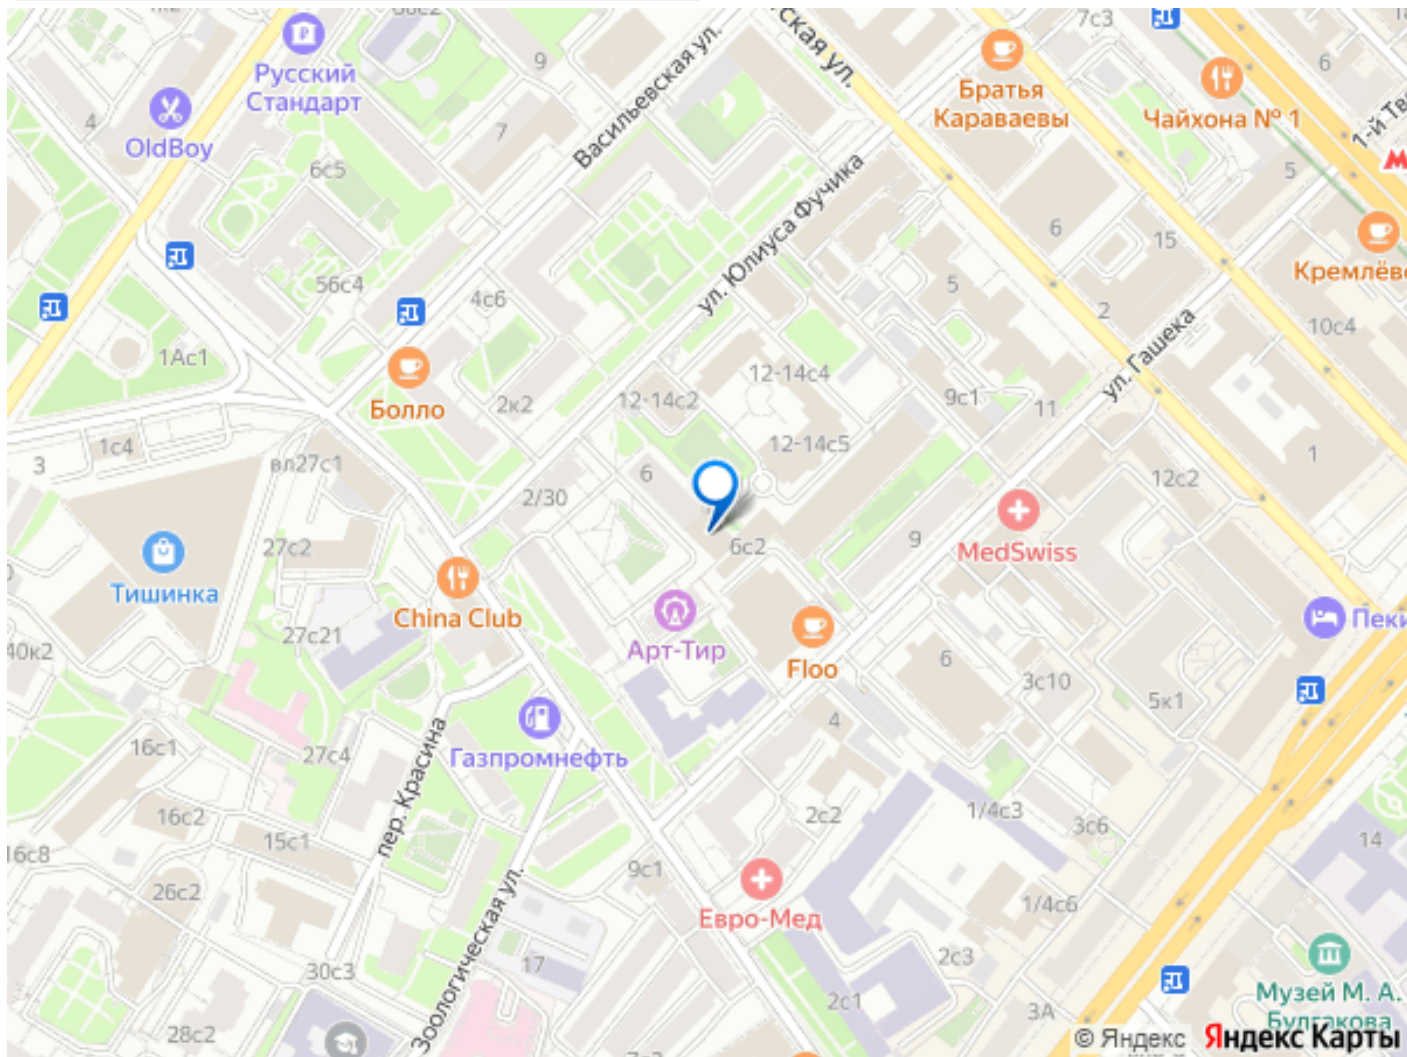 7с3
9
Васильевская ул.
ская ул.
Русский
Стандарт
Братья
Караваевы
Чайхона № 1
6
1-й Тв
4
OldBoy
7
6с5
5
ул. Юлиуса Фучика
6
15
Кремлёв
56с4
4с6
5
2
10с4
ул. Гашека
1Ас1
Болло
2к2
12-14с2
12-14с4
9с1
11
12-14с5
1
3
1с4
вл27с1
6
2/30
12с2
27с2
6с2
9
MedSwiss
Тишинка
China Club
Арт-Тир
Floo
Пеки
27с21
40к2
6
3с10
5к1
4
16с1
27с4
пер. Красина
Газпромнефть
16с2
15с1
2с2
1/4с3
3с6
14
16с8
26с2
9с1
Евро-Мед
1/4с6
Зоологическая ул.
30с3
17
2с3
2с1
3А
28с2
Музей М. А.
Булгакова
© Яндекс Яндекс Карты